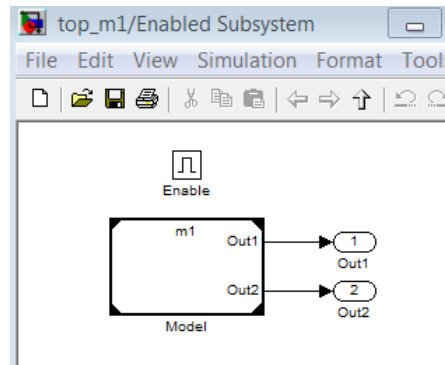 top_m1/Enabled Subsystem
File Edit View Simulation Format Tools
Enable
m1
Out1
1
Out1
Out2
2
Out2
Model